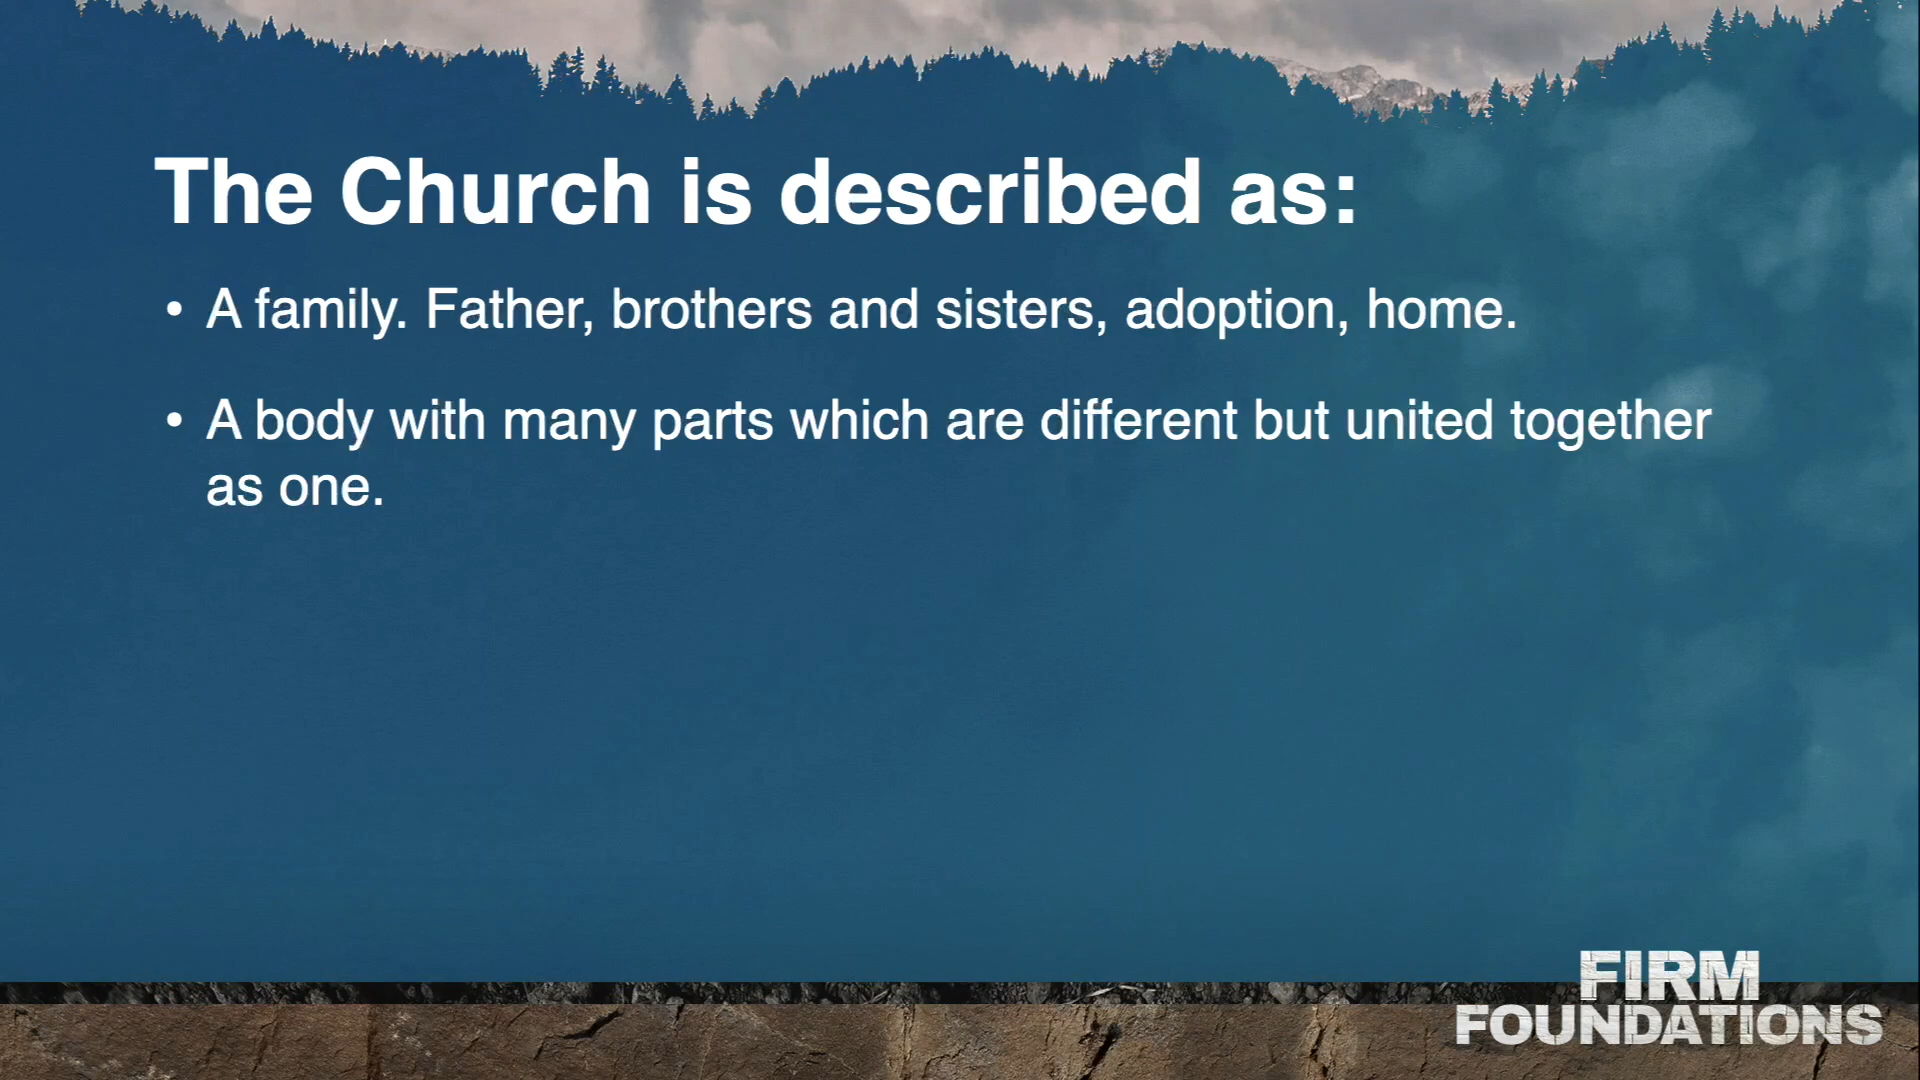 The Church is described as:
• A family. Father, brothers and sisters, adoption, home.
• A body with many parts which are different but united together
as one.
FIRM
FOUNDATIONS